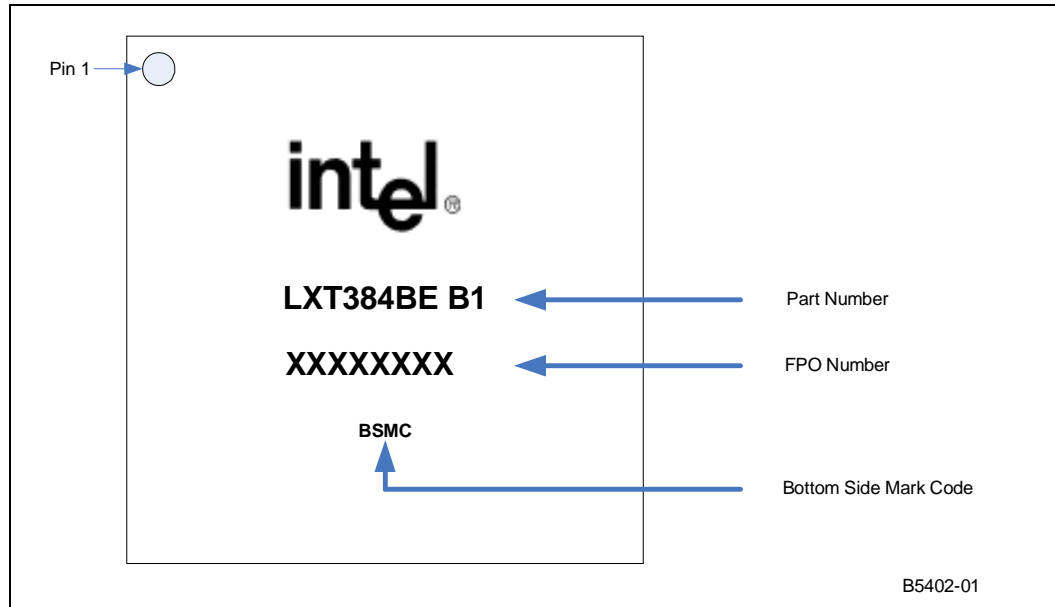 Pin 1
intel®
LXT384BE B1
Part Number
XXXXXXXX
FPO Number
BSMC
Bottom Side Mark Code
B5402-01